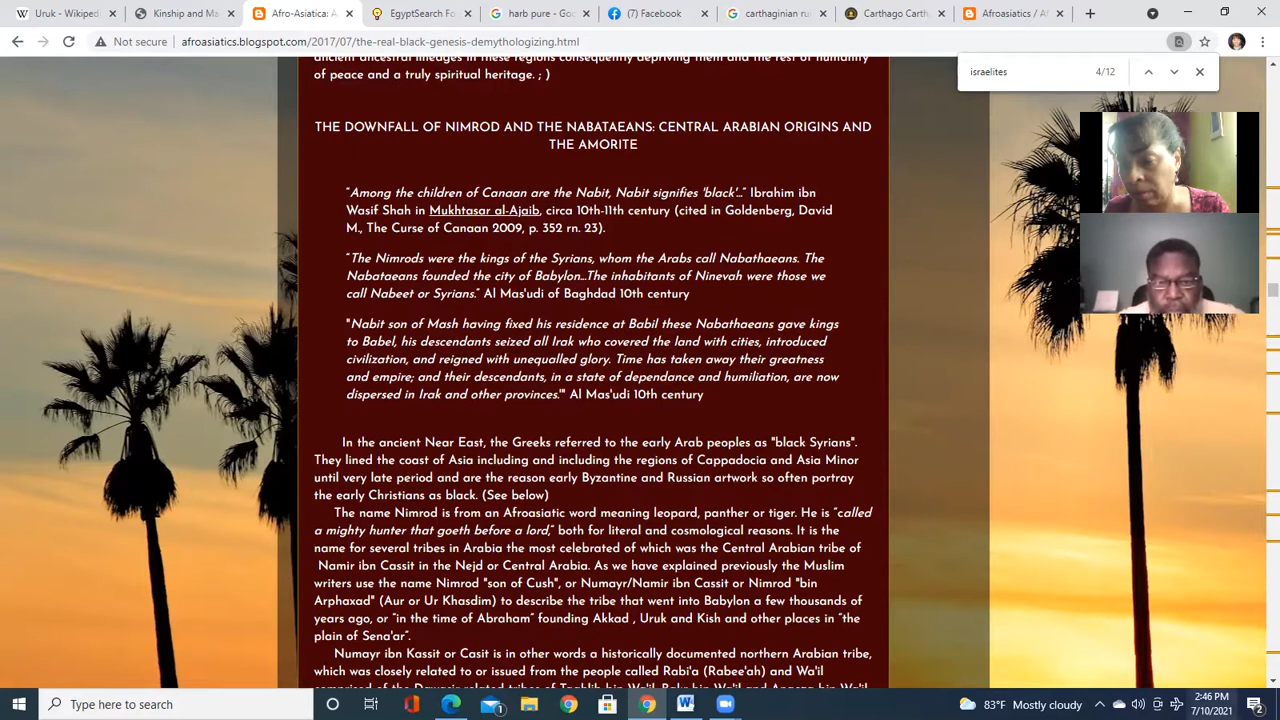 Uruk - Wikiped
Kinship and Ma
Afro-Asiatica: A
EgyptSearch Fo
harb pure - Goo
(7) Facebook
carthaginian ru
Carthago Carth
Afroasiatics / Af
Not secure
afroasiatics.blogspot.com/2017/07/the-real-black-genesis-demythologizing.html
israelites
4/12
ancient ancestral lineages in these regions consequently depriving them and the rest of humanity
of peace and a truly spiritual heritage. ; )
THE DOWNFALL OF NIMROD AND THE NABATAEANS: CENTRAL ARABIAN ORIGINS AND
THE AMORITE
"Among the children of Canaan are the Nabit, Nabit signifies 'black'..." Ibrahim ibn
Wasif Shah in Mukhtasar al-Ajaib, circa 10th-11th century (cited in Goldenberg, David
M., The Curse of Canaan 2009, p. 352 rn. 23).
"The Nimrods were the kings of the Syrians, whom the Arabs call Nabathaeans. The
Nabataeans founded the city of Babylon...The inhabitants of Ninevah were those we
call Nabeet or Syrians." Al Mas'udi of Baghdad 10th century
"Nabit son of Mash having fixed his residence at Babil these Nabathaeans gave kings
to Babel, his descendants seized all Irak who covered the land with cities, introduced
civilization, and reigned with unequalled glory. Time has taken away their greatness
and empire; and their descendants, in a state of dependance and humiliation, are now
dispersed in Irak and other provinces.'" Al Mas'udi 10th century
In the ancient Near East, the Greeks referred to the early Arab peoples as "black Syrians".
They lined the coast of Asia including and including the regions of Cappadocia and Asia Minor
until very late period and are the reason early Byzantine and Russian artwork so often portray
the early Christians as black. (See below)
The name Nimrod is from an Afroasiatic word meaning leopard, panther or tiger. He is "called
a mighty hunter that goeth before a lord," both for literal and cosmological reasons. It is the
name for several tribes in Arabia the most celebrated of which was the Central Arabian tribe of
Namir ibn Cassit in the Nejd or Central Arabia. As we have explained previously the Muslim
writers use the name Nimrod "son of Cush", or Numayr/Namir ibn Cassit or Nimrod "bin
Arphaxad" (Aur or Ur Khasdim) to describe the tribe that went into Babylon a few thousands of
years ago, or "in the time of Abraham" founding Akkad , Uruk and Kish and other places in "the
plain of Sena'ar".
Numayr ibn Kassit or Casit is in other words a historically documented northern Arabian tribe,
which was closely related to or issued from the people called Rabi'a (Rabee'ah) and Wa'il
Type here to search
83°F Mostly cloudy
2:46 PM
7/10/2021